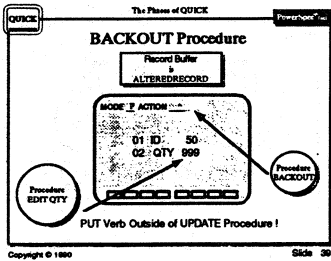 The Phases of QUICK
QUICK
BACKOUT Procedure
Record Buffer
is
ALTEREDRECORD
MODE F ACTION
01 ID 50
02 QTY 999
Procedure
EDIT QTY
Procedure
BACKOUT
PUT Verb Outside of UPDATE Procedure !
Copyright © 1990
Slide 39